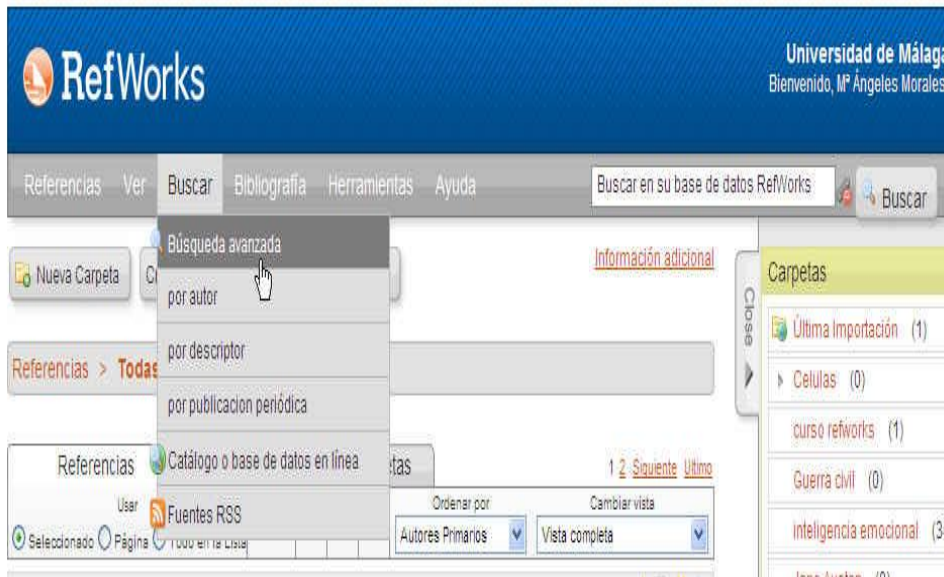 RefWorks
Universidad de Málaga
Bienvenido, Mª Ángeles Morales
Referencias Ver Buscar Bibliografía Herramientas Ayuda
Buscar en su base de datos RefWorks
Buscar
Búsqueda avanzada
por autor
por descriptor
por publicacion periódica
Catálogo o base de datos en línea
Fuentes RSS
Nueva Carpeta
Información adicional
Referencias > Todas
Close
Carpetas
Última Importación (1)
Celulas (0)
curso refworks (1)
Guerra civil (0)
inteligencia emocional
Referencias
1 2 Siguiente Ultimo
Usar
Ordenar por
Cambiar vista
Seleccionado Página
Autores Primarios
Vista completa